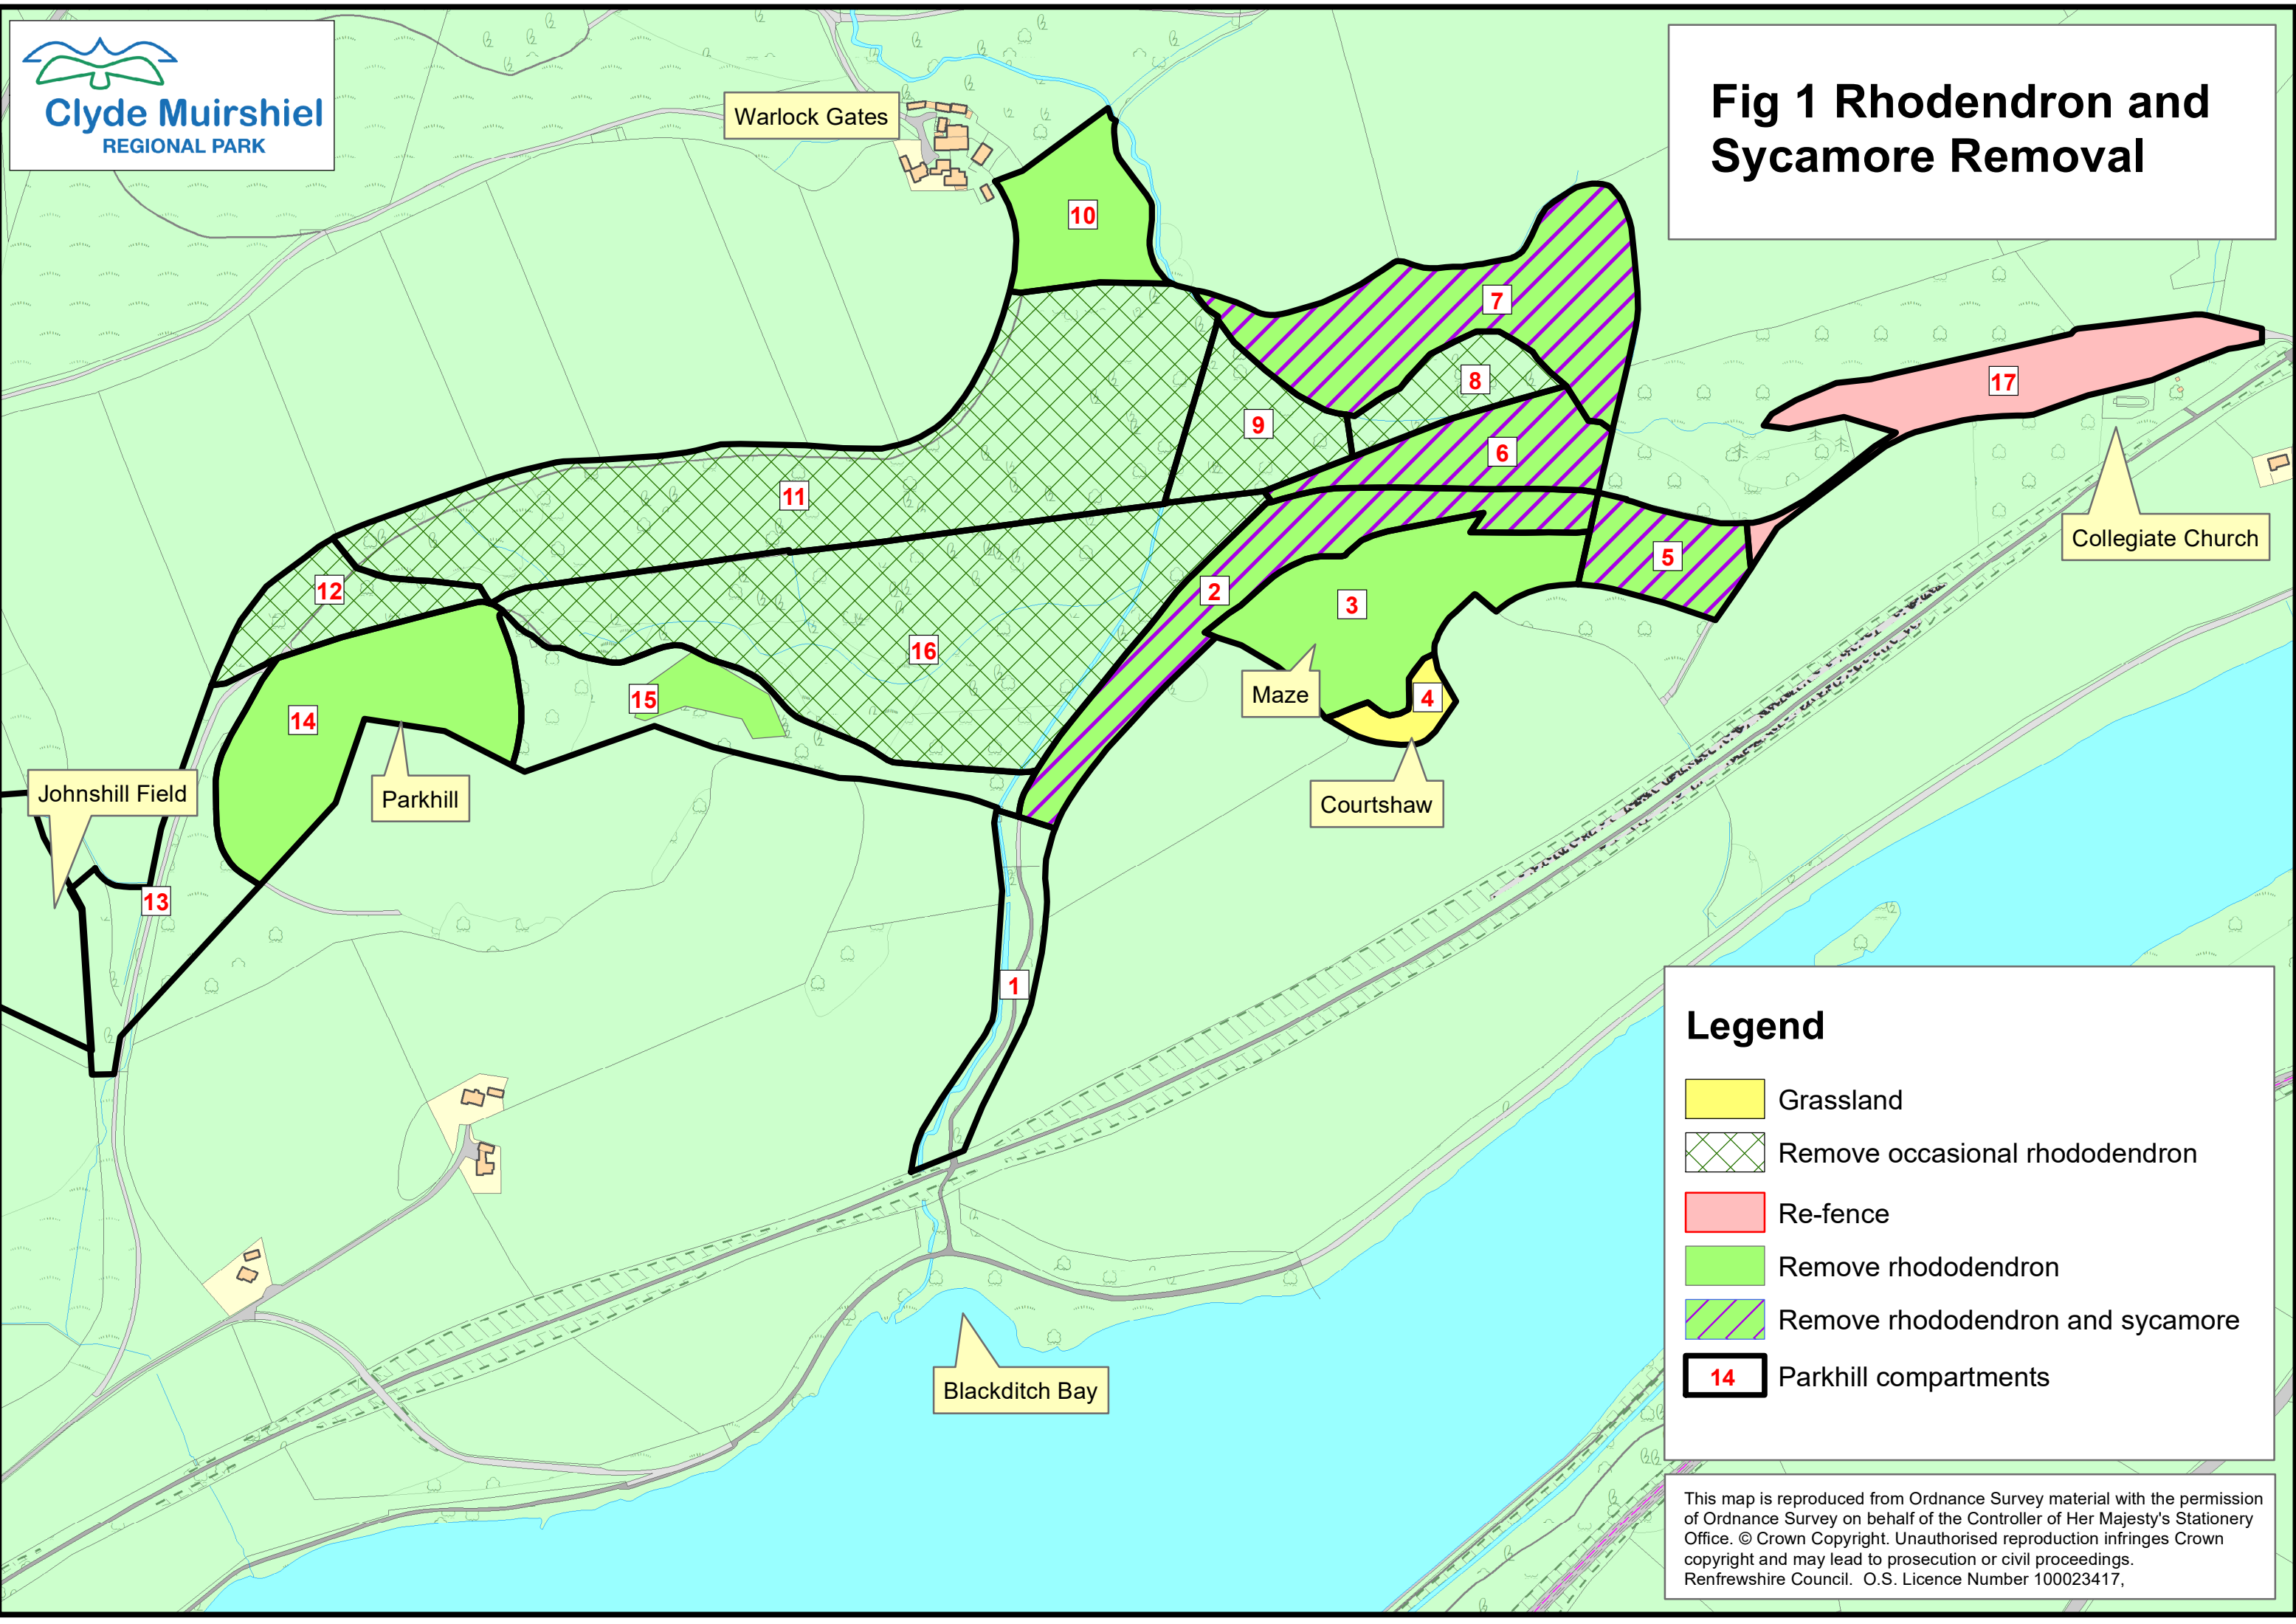 Clyde Muirshiel
REGIONAL PARK
Fig 1 Rhodendron and
Sycamore Removal
Warlock Gates
10
7
17
8
9
6
11
Collegiate Church
5
12
2
3
16
Maze
4
15
14
Johnshill Field
Parkhill
Courtshaw
13
1
Blackditch Bay
Legend
Grassland
Remove occasional rhododendron
Re-fence
Remove rhododendron
Remove rhododendron and sycamore
14 Parkhill compartments
This map is reproduced from Ordnance Survey material with the permission
of Ordnance Survey on behalf of the Controller of Her Majesty's Stationery
Office. © Crown Copyright. Unauthorised reproduction infringes Crown
copyright and may lead to prosecution or civil proceedings.
Renfrewshire Council. O.S. Licence Number 100023417,